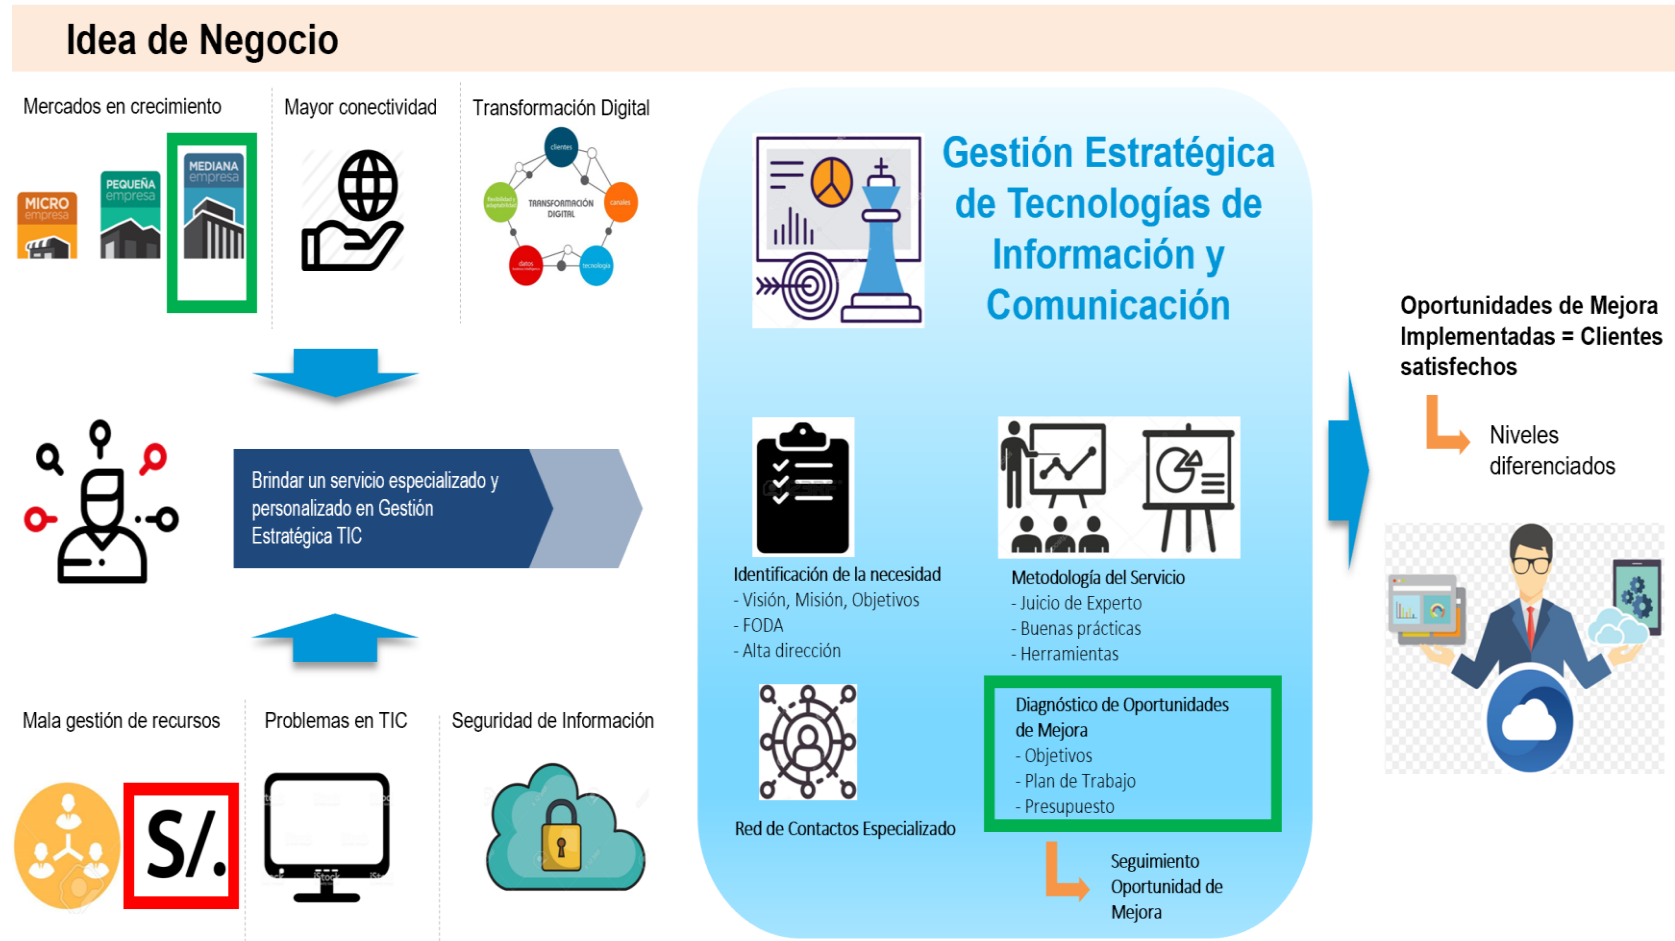 Idea de Negocio
Mercados en crecimiento
MICRO
empresa
PEQUEÑA
empresa
MEDIANA
empresa
Mayor conectividad
Transformación Digital
clientes
flexibilidad y
adaptabilidad
TRANSFORMACIÓN
DIGITAL
canales
datos
tecnología
Brindar un servicio especializado y
personalizado en Gestión
Estratégica TIC
Mala gestión de recursos
S/.
Problemas en TIC
iStock
Seguridad de Información
Gestión Estratégica
de Tecnologías de
Información y
Comunicación
Identificación de la necesidad
- Visión, Misión, Objetivos
- FODA
- Alta dirección
Metodología del Servicio
- Juicio de Experto
- Buenas prácticas
- Herramientas
Red de Contactos Especializado
Diagnóstico de Oportunidades
de Mejora
- Objetivos
- Plan de Trabajo
- Presupuesto
Seguimiento
Oportunidad de
Mejora
Oportunidades de Mejora
Implementadas = Clientes
satisfechos
Niveles
diferenciados